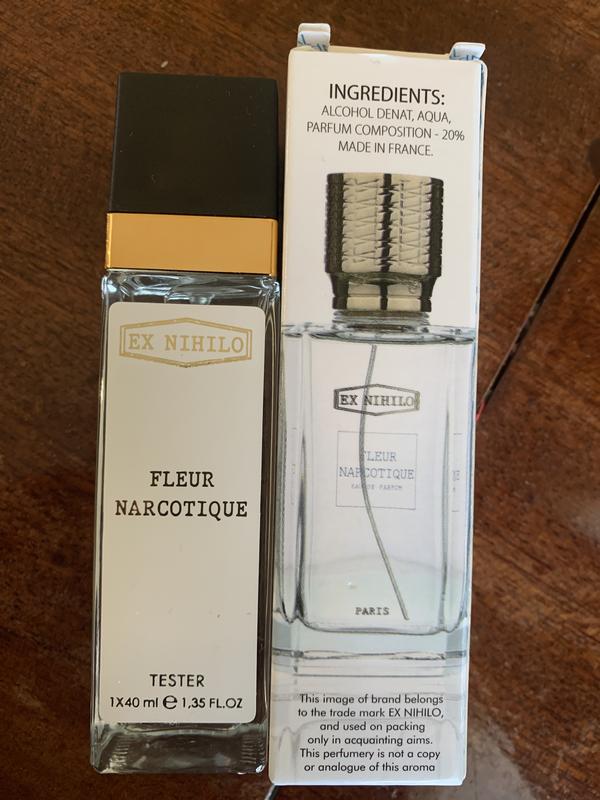 EX NIHILO
FLEUR
NARCOTIQUE
TESTER
1X40 ml ℮ 1,35 FL.OZ
INGREDIENTS:
ALCOHOL DENAT, AQUA,
PARFUM COMPOSITION - 20%
MADE IN FRANCE.
EX NIHILO
FLEUR
NARCOTIQUE
EAU DE PARFUM
PARIS
This image of brand belongs
to the trade mark EX NIHILO,
and used on packing
only in acquainting aims.
This perfumery is not a copy
or analogue of this aroma